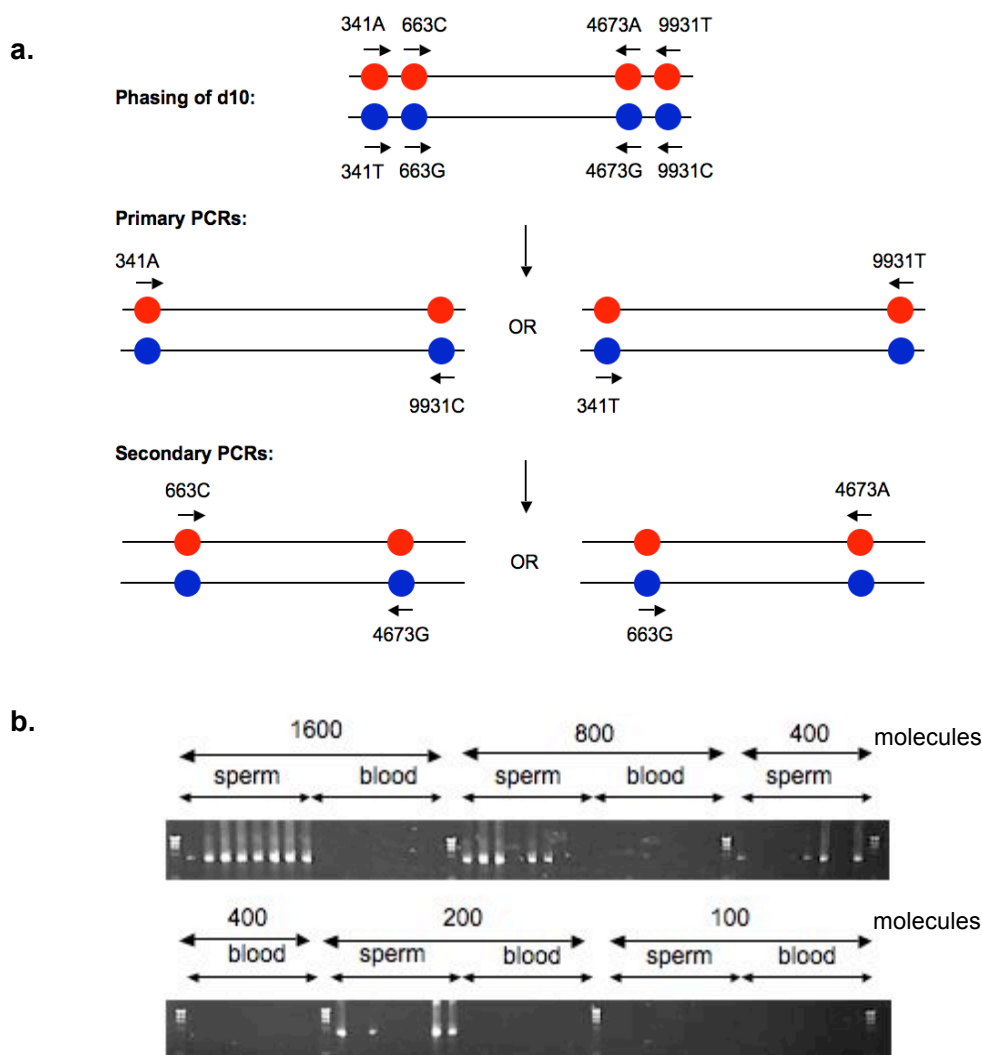 a.
341A 663C 4673A 9931T
Phasing of d10:
341T 663G 4673G 9931C
Primary PCRs:
341A 9931T
OR
9931C 341T
Secondary PCRs:
663C 4673A
OR
4673G 663G
b.
1600 800 400 molecules
sperm blood sperm blood sperm
400 200 100 molecules
blood sperm blood sperm blood